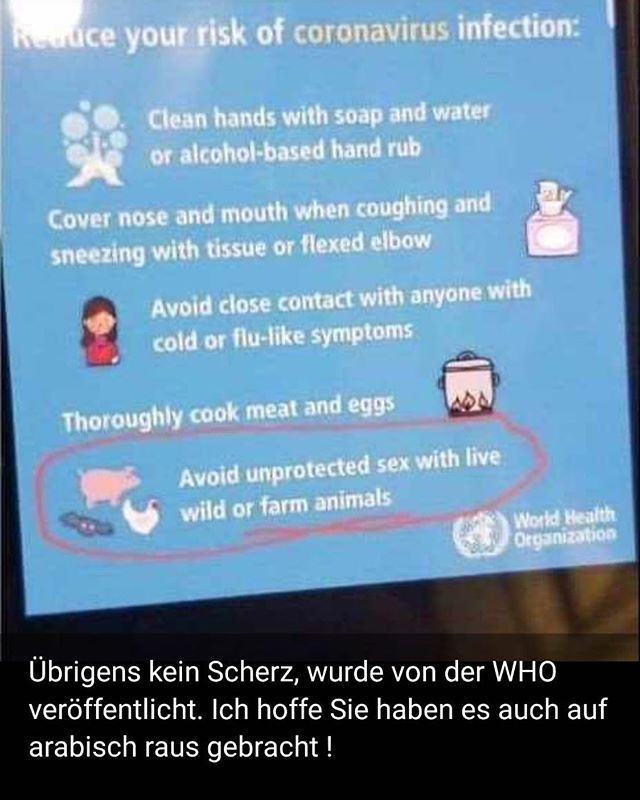 Reduce your risk of coronavirus infection:
Clean hands with soap and water
or alcohol-based hand rub
Cover nose and mouth when coughing and
sneezing with tissue or flexed elbow
Avoid close contact with anyone with
cold or flu-like symptoms
Thoroughly cook meat and eggs
Avoid unprotected sex with live
wild or farm animals
World Health
Organization
Übrigens kein Scherz, wurde von der WHO
veröffentlicht. Ich hoffe Sie haben es auch auf
arabisch raus gebracht !